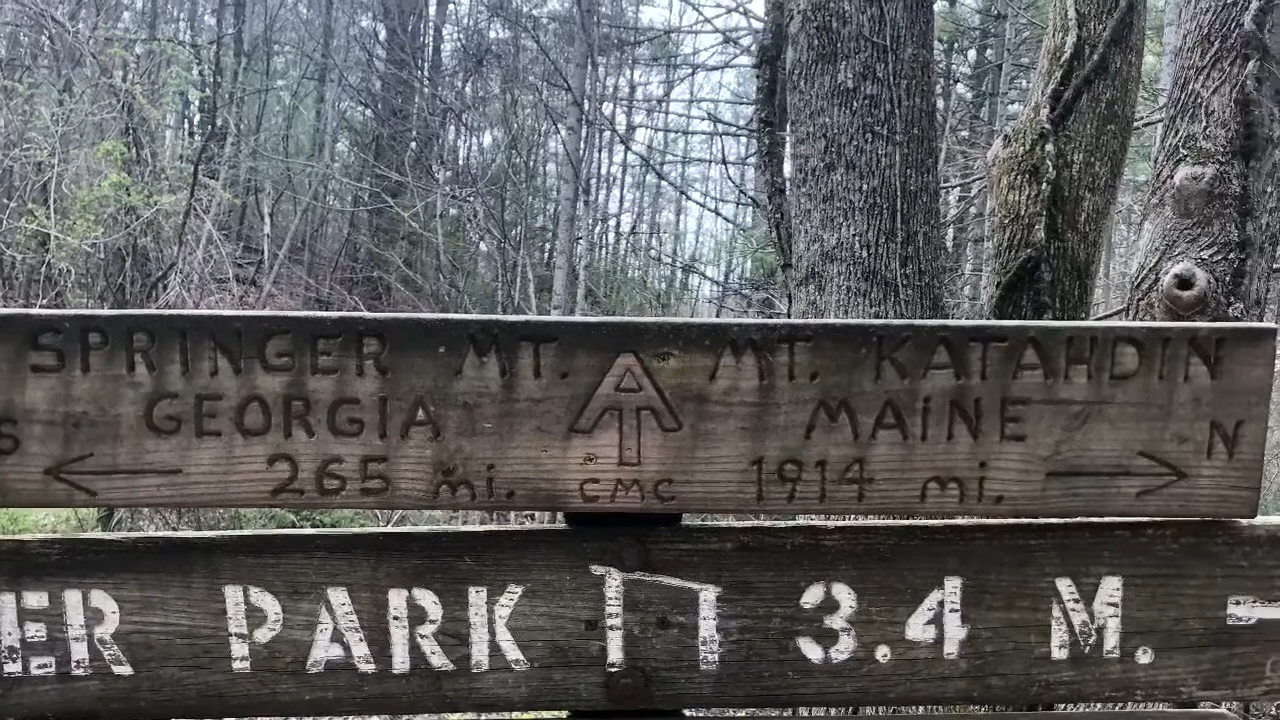 SPRINGER MT. MT. KATAHDIN
GEORGIA MAINE
S 265 mi. CMC 1914 mi. N
ER PARK 3.4 M.